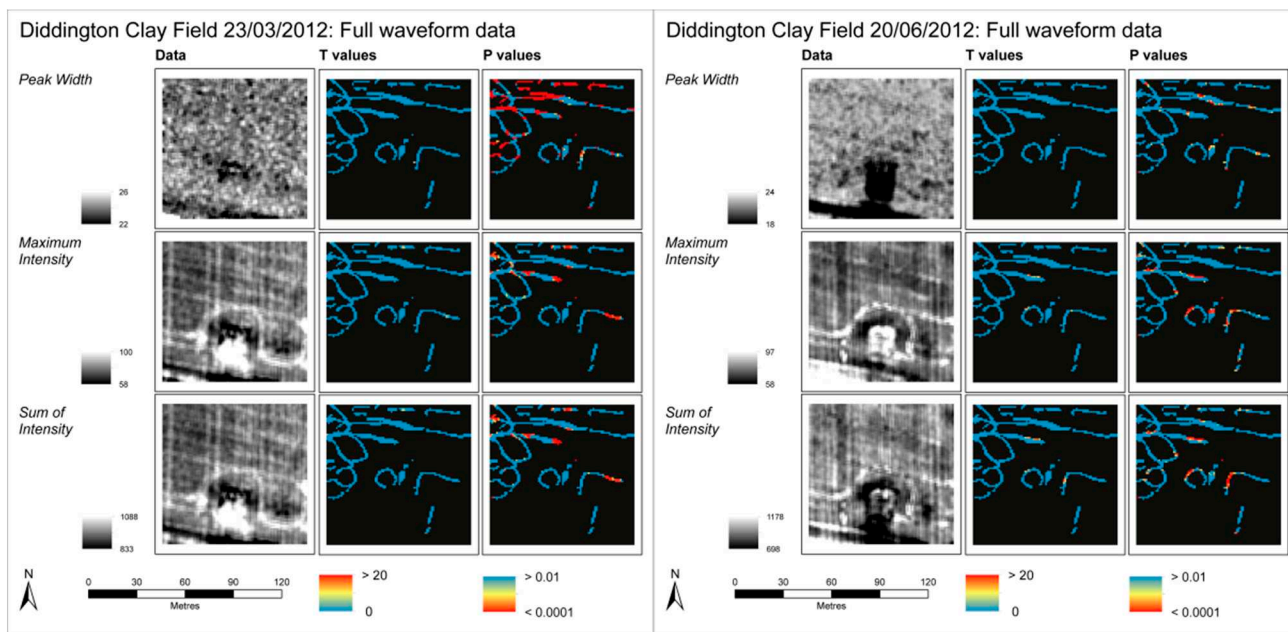 Diddington Clay Field 23/03/2012: Full waveform data
Data T values P values
Peak Width
26
22
Maximum
Intensity
100
58
Sum of
Intensity
1088
833
N
0 30 60 90 120
Metres
> 20
0
> 0.01
< 0.0001
Diddington Clay Field 20/06/2012: Full waveform data
Data T values P values
Peak Width
24
18
Maximum
Intensity
97
58
Sum of
Intensity
1178
698
N
0 30 60 90 120
Metres
> 20
0
> 0.01
< 0.0001